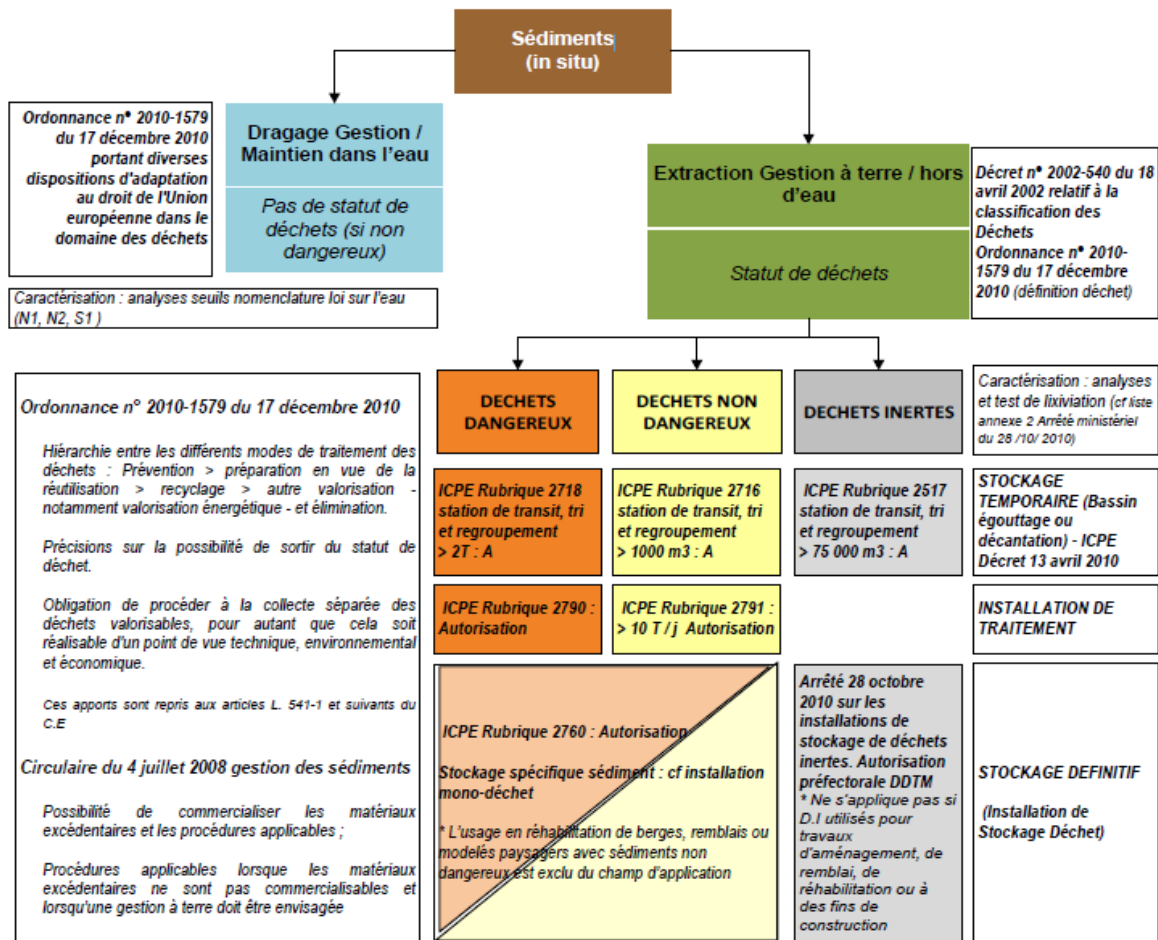 Sédiments
(in situ)
Ordonnance n° 2010-1579
du 17 décembre 2010
portant diverses
dispositions d'adaptation
au droit de l'Union
européenne dans le
domaine des déchets
Dragage Gestion /
Maintien dans l'eau
Pas de statut de
déchets (si non
dangereux)
Extraction Gestion à terre / hors
d'eau
Statut de déchets
Décret n° 2002-540 du 18
avril 2002 relatif à la
classification des
Déchets
Ordonnance n° 2010-
1579 du 17 décembre
2010 (définition déchet)
Caractérisation : analyses seuils nomenclature loi sur l'eau
(N1, N2, S1 )
Ordonnance n° 2010-1579 du 17 décembre 2010
Hiérarchie entre les différents modes de traitement des
déchets : Prévention > préparation en vue de la
réutilisation > recyclage > autre valorisation -
notamment valorisation énergétique - et élimination.
Précisions sur la possibilité de sortir du statut de
déchet.
Obligation de procéder à la collecte séparée des
déchets valorisables, pour autant que cela soit
réalisable d'un point de vue technique, environnemental
et économique.
Ces apports sont repris aux articles L. 541-1 et suivants du
C.E
Circulaire du 4 juillet 2008 gestion des sédiments
Possibilité de commercialiser les matériaux
excédentaires et les procédures applicables ;
Procédures applicables lorsque les matériaux
excédentaires ne sont pas commercialisables et
lorsqu'une gestion à terre doit être envisagée
DECHETS
DANGEREUX
DECHETS NON
DANGEREUX
DECHETS INERTES
Caractérisation : analyses
et test de lixiviation (cf liste
annexe 2 Arrêté ministériel
du 28 /10/ 2010)
ICPE Rubrique 2718
station de transit, tri
et regroupement
> 2T : A
ICPE Rubrique 2716
station de transit, tri
et regroupement
> 1000 m3 : A
ICPE Rubrique 2517
station de transit, tri
et regroupement
> 75 000 m3 : A
STOCKAGE
TEMPORAIRE (Bassin
égouttage ou
décantation) - ICPE
Décret 13 avril 2010
ICPE Rubrique 2790 :
Autorisation
ICPE Rubrique 2791 :
> 10 T / j Autorisation
INSTALLATION DE
TRAITEMENT
ICPE Rubrique 2760 : Autorisation
Stockage spécifique sédiment : cf installation
mono-déchet
* L'usage en réhabilitation de berges, remblais ou
modelés paysagers avec sédiments non
dangereux est exclu du champ d'application
Arrêté 28 octobre
2010 sur les
installations de
stockage de déchets
inertes. Autorisation
préfectorale DDTM
* Ne s'applique pas si
D.I utilisés pour
travaux
d'aménagement, de
remblai, de
réhabilitation ou à
des fins de
construction
STOCKAGE DEFINITIF
(Installation de
Stockage Déchet)